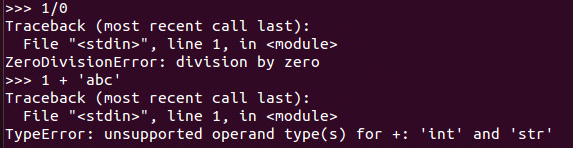 >>> 1/0
Traceback (most recent call last):
  File "<stdin>", line 1, in <module>
ZeroDivisionError: division by zero
>>> 1 + 'abc'
Traceback (most recent call last):
  File "<stdin>", line 1, in <module>
TypeError: unsupported operand type(s) for +: 'int' and 'str'